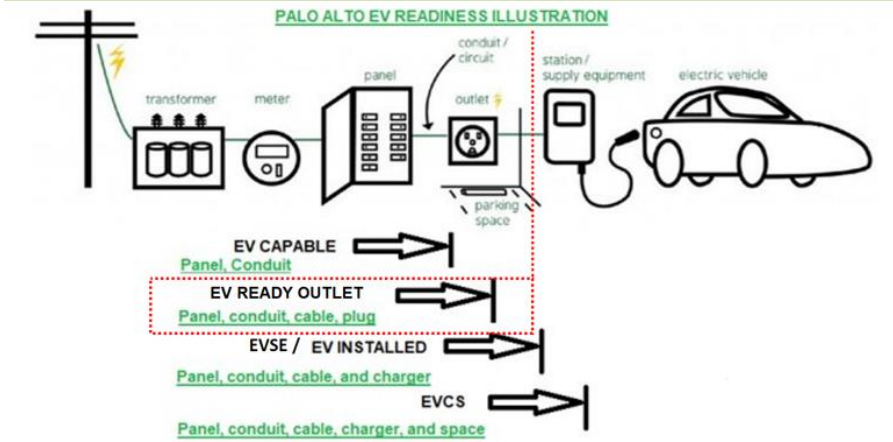 PALO ALTO EV READINESS ILLUSTRATION
conduit /
circuit
station /
supply equipment
electric vehicle
panel
outlet
transformer
meter
parking
space
EV CAPABLE
Panel, Conduit
EV READY OUTLET
Panel, conduit, cable, plug
EVSE / EV INSTALLED
Panel, conduit, cable, and charger
EVCS
Panel, conduit, cable, charger, and space